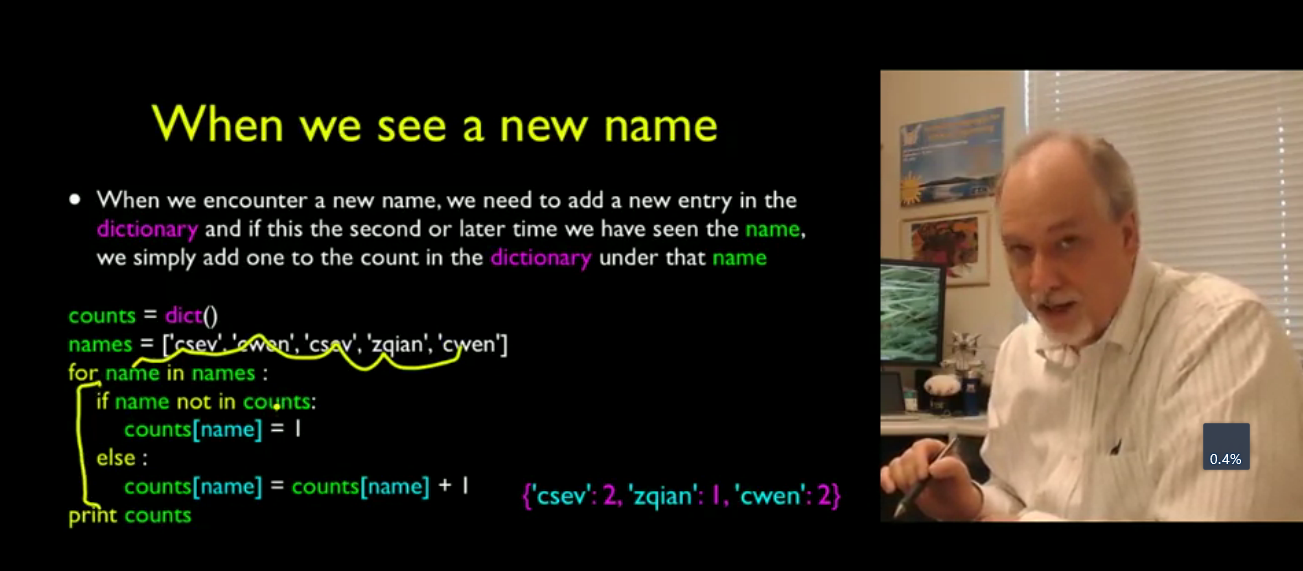 When we see a new name
• When we encounter a new name, we need to add a new entry in the
dictionary and if this the second or later time we have seen the name,
we simply add one to the count in the dictionary under that name
counts = dict()
names = ['csev', 'cwen', 'csev', 'zqian', 'cwen']
for name in names :
if name not in counts:
counts[name] = 1
else :
counts[name] = counts[name] + 1
print counts
{'csev': 2, 'zqian': 1, 'cwen': 2}
0.4%